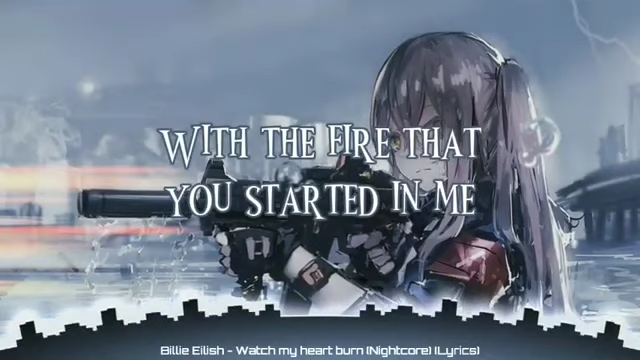 WITH THE FIRE THAT
YOU STARTED IN ME
Billie Eilish - Watch my heart burn (Nightcore) (Lyrics)